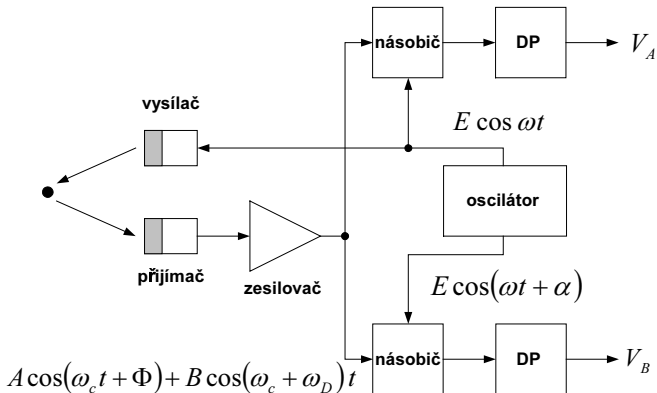 násobič
DP
V_A
vysílač
E cos ωt
oscilátor
přijímač
zesilovač
E cos(ωt + α)
násobič
DP
V_B
A cos(ω_c t + Φ) + B cos(ω_c + ω_D) t